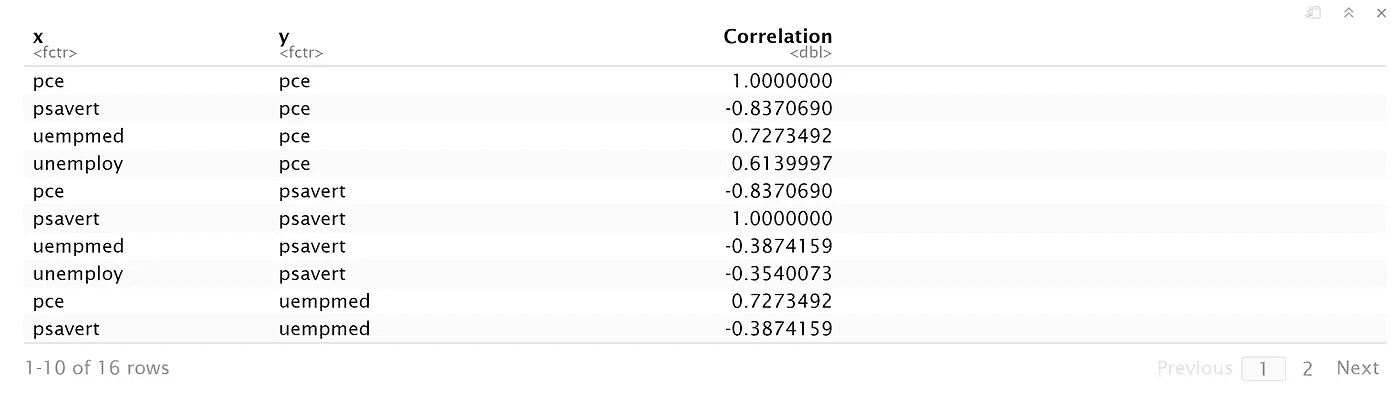 x y Correlation
<fctr> <fctr> <dbl>
pce pce 1.0000000
psavert pce -0.8370690
uempmed pce 0.7273492
unemploy pce 0.6139997
pce psavert -0.8370690
psavert psavert 1.0000000
uempmed psavert -0.3874159
unemploy psavert -0.3540073
pce uempmed 0.7273492
psavert uempmed -0.3874159
1-10 of 16 rows Previous 1 2 Next